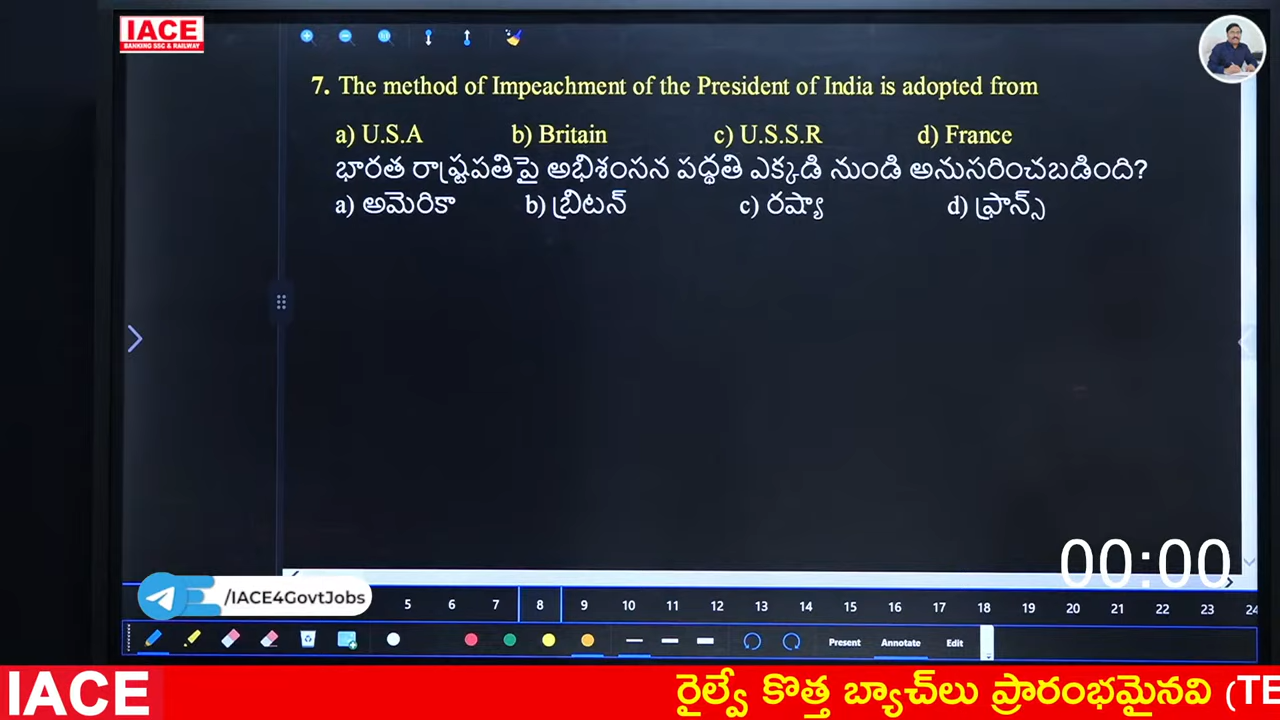 IACE
BANKING SSC & RAILWAY
7. The method of Impeachment of the President of India is adopted from
a) U.S.A b) Britain c) U.S.S.R d) France
భారత రాష్ట్రపతిపై అభిశంసన పధ్ధతి ఎక్కడి నుండి అనుసరించబడింది?
a) అమెరికా b) బ్రిటన్ c) రష్యా d) ఫ్రాన్స్
00:00
/IACE4GovtJobs
5 6 7 8 9 10 11 12 13 14 15 16 17 18 19 20 21 22 23 24
Present Annotate Edit
IACE రైల్వే కొత్త బ్యాచ్‌లు ప్రారంభమైనవి (TE